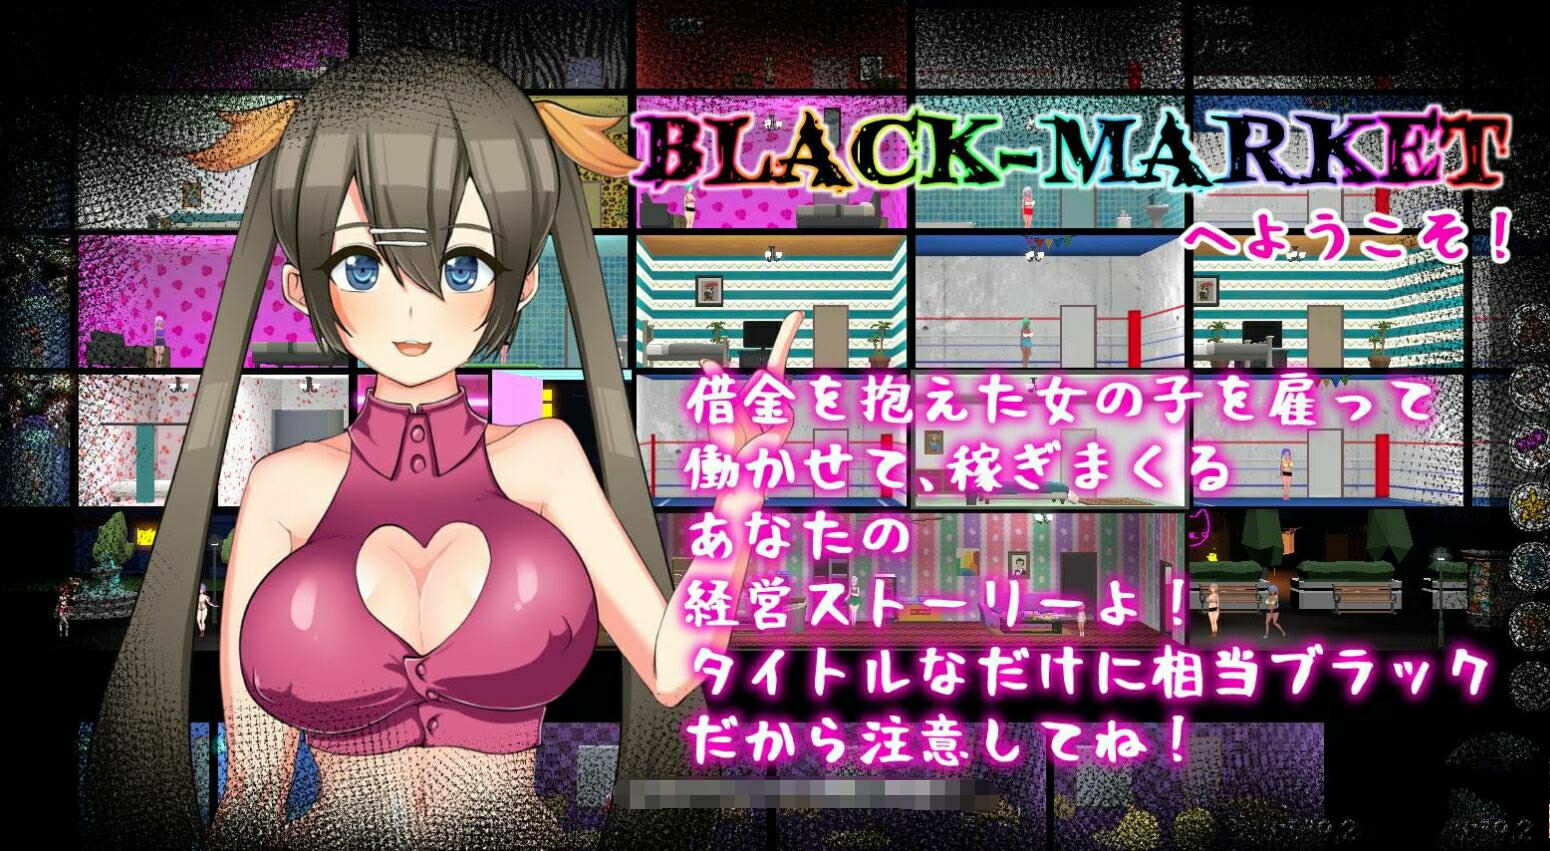 BLACK-MARKET
へようこそ!
借金を抱えた女の子を雇って
働かせて、稼ぎまくる
あなたの
経営ストーリーよ!
タイトルなだけに相当ブラック
だから注意してね!